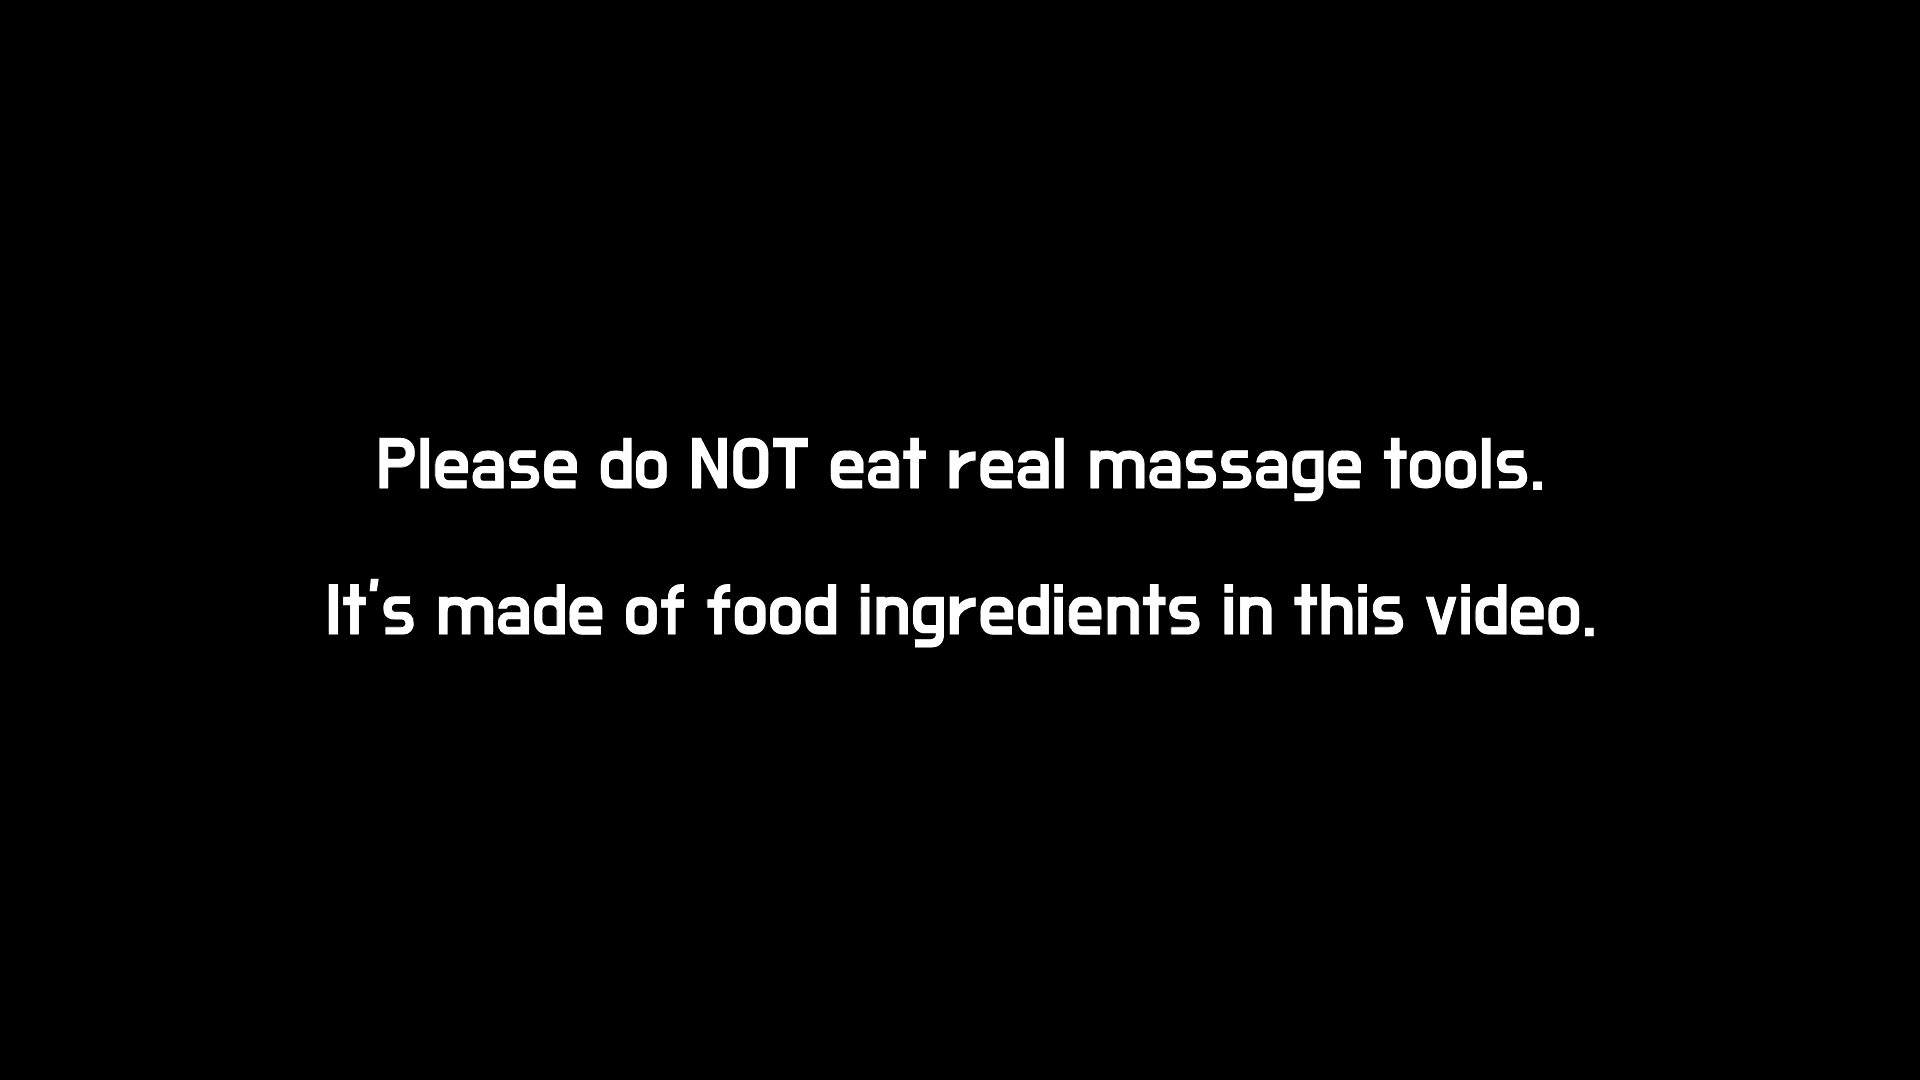 Please do NOT eat real massage tools.
It's made of food ingredients in this video.